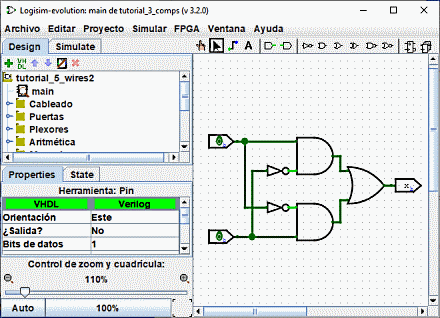 Logisim-evolution: main de tutorial_3_comps (v 3.2.0)
Archivo Editar Proyecto Simular FPGA Ventana Ayuda
Design Simulate
A
VH
DL
tutorial_5_wires2
main
Cableado
Puertas
Plexores
Aritmética
Properties State
Herramienta: Pin
VHDL Verilog
Orientación Este
¿Salida? No
Bits de datos 1
Control de zoom y cuadrícula:
110%
Auto 100%
0
0
x